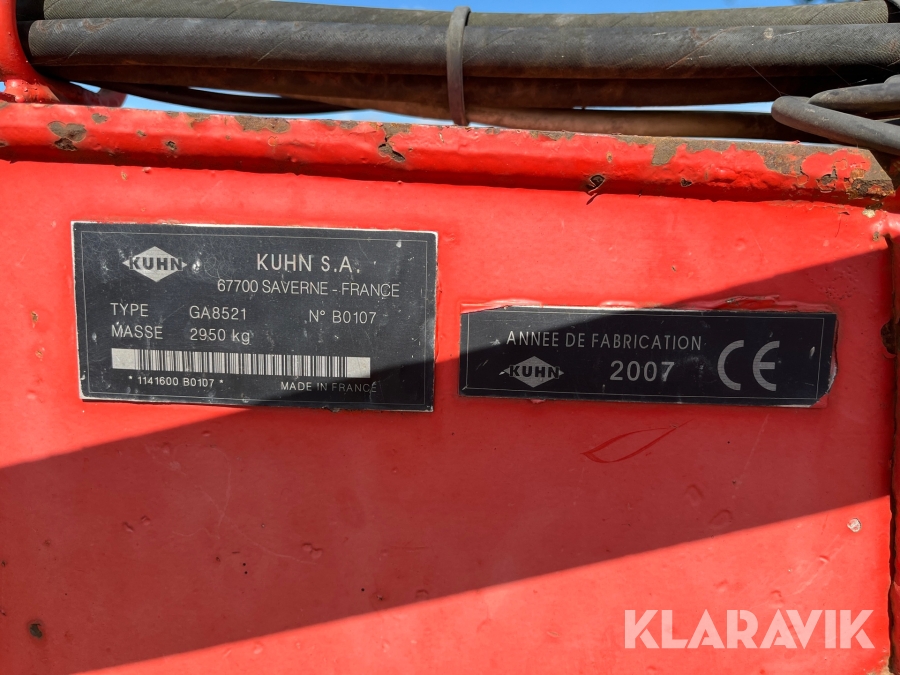 KUHN
KUHN S.A.
67700 SAVERNE - FRANCE
TYPE GA8521 N° B0107
MASSE 2950 kg
* 1141600 B0107 * MADE IN FRANCE
ANNEE DE FABRICATION
KUHN 2007 CE
KLARAVIK